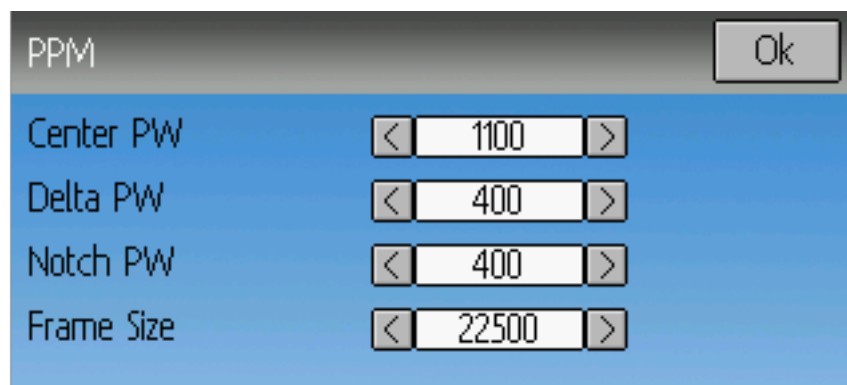 PPM Ok
Center PW < 1100 >
Delta PW < 400 >
Notch PW < 400 >
Frame Size < 22500 >